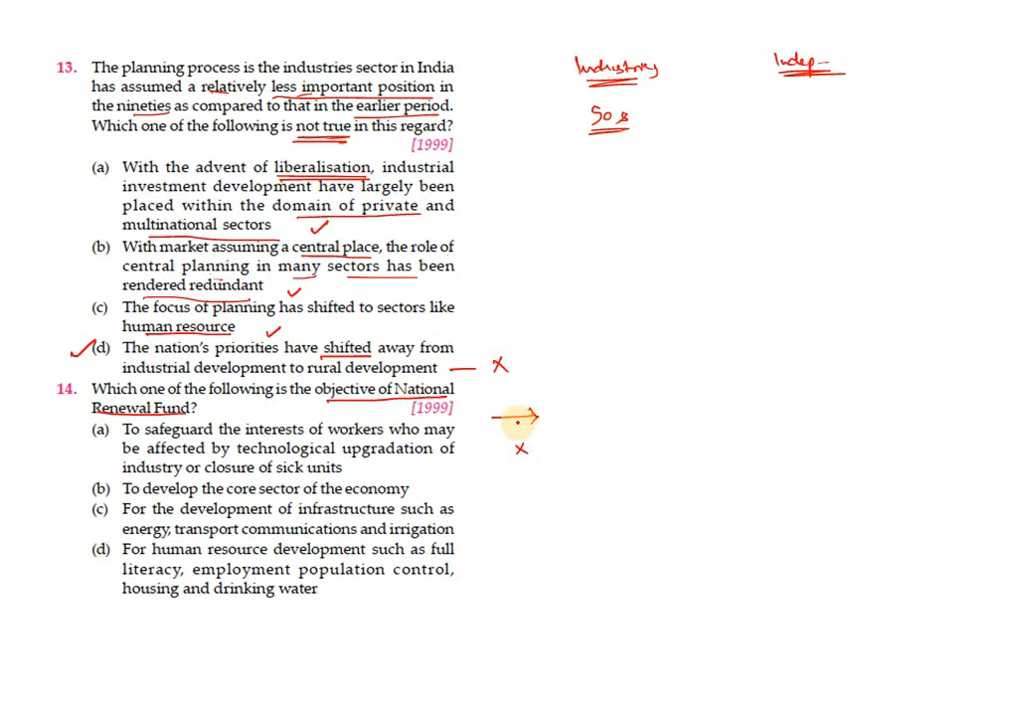 13. The planning process is the industries sector in India
has assumed a relatively less important position in
the nineties as compared to that in the earlier period.
Which one of the following is not true in this regard?
[1999]
(a) With the advent of liberalisation, industrial
investment development have largely been
placed within the domain of private and
multinational sectors
(b) With market assuming a central place, the role of
central planning in many sectors has been
rendered redundant
(c) The focus of planning has shifted to sectors like
human resource
(d) The nation's priorities have shifted away from
industrial development to rural development
14. Which one of the following is the objective of National
Renewal Fund? [1999]
(a) To safeguard the interests of workers who may
be affected by technological upgradation of
industry or closure of sick units
(b) To develop the core sector of the economy
(c) For the development of infrastructure such as
energy, transport communications and irrigation
(d) For human resource development such as full
literacy, employment population control,
housing and drinking water
Industry
50s
Indep -